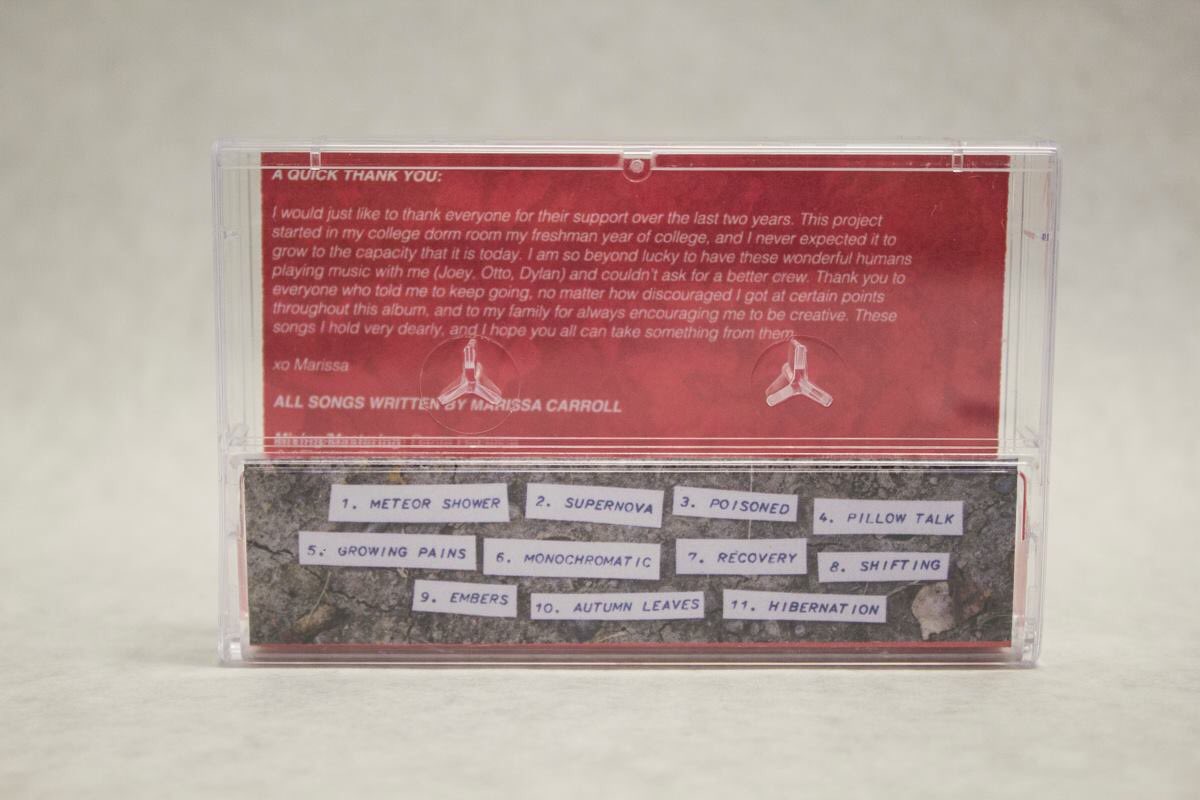 A QUICK THANK YOU:
I would just like to thank everyone for their support over the last two years. This project
started in my college dorm room my freshman year of college, and I never expected it to
grow to the capacity that it is today. I am so beyond lucky to have these wonderful humans
playing music with me (Joey, Otto, Dylan) and couldn't ask for a better crew. Thank you to
everyone who told me to keep going, no matter how discouraged I got at certain points
throughout this album, and to my family for always encouraging me to be creative. These
songs I hold very dearly, and I hope you all can take something from them.
xo Marissa
ALL SONGS WRITTEN BY MARISSA CARROLL
Mixing/Mastering:
1. METEOR SHOWER 2. SUPERNOVA 3. POISONED 4. PILLOW TALK
5. GROWING PAINS 6. MONOCHROMATIC 7. RECOVERY 8. SHIFTING
9. EMBERS 10. AUTUMN LEAVES 11. HIBERNATION